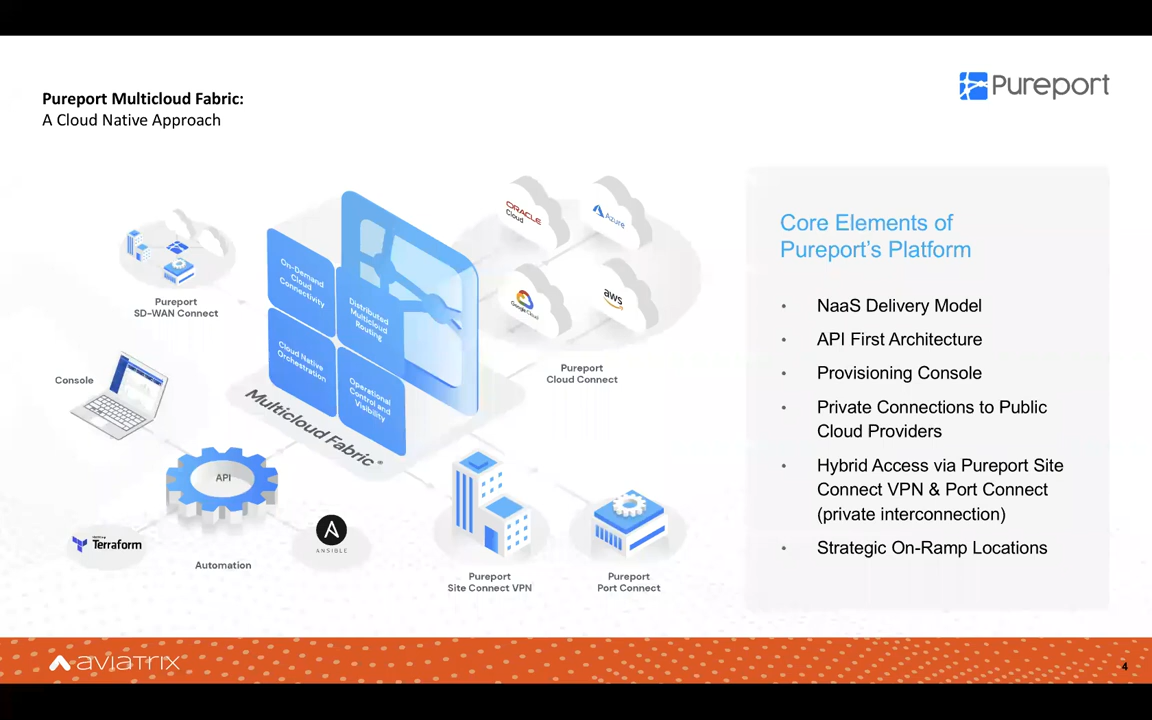 Pureport Multicloud Fabric:
A Cloud Native Approach
Pureport
Pureport
SD-WAN Connect
On-Demand
Cloud
Connectivity
Distributed
Multicloud
Routing
Cloud Native
Orchestration
Operational
Control and
Visibility
Multicloud Fabric®
ORACLE
Cloud
Azure
Google Cloud
aws
Pureport
Cloud Connect
Console
API
Terraform
ANSIBLE
Automation
Pureport
Site Connect VPN
Pureport
Port Connect
Core Elements of
Pureport's Platform
• NaaS Delivery Model
• API First Architecture
• Provisioning Console
• Private Connections to Public
Cloud Providers
• Hybrid Access via Pureport Site
Connect VPN & Port Connect
(private interconnection)
• Strategic On-Ramp Locations
aviatrix
4